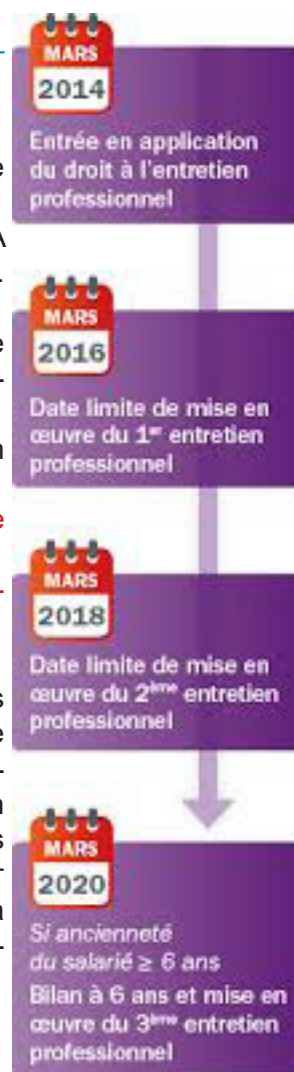 MARS
2014
Entrée en application
du droit à l'entretien
professionnel
MARS
2016
Date limite de mise en
œuvre du 1er entretien
professionnel
MARS
2018
Date limite de mise en
œuvre du 2ème entretien
professionnel
MARS
2020
Si ancienneté
du salarié ≥ 6 ans
Bilan à 6 ans et mise en
œuvre du 3ème entretien
professionnel